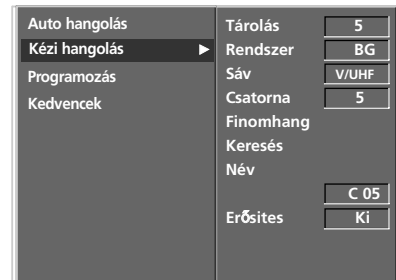 Auto hangolás
Kézi hangolás ▶
Programozás
Kedvencek
Tárolás 5
Rendszer BG
Sáv V/UHF
Csatorna 5
Finomhang
Keresés
Név
C 05
Erősites Ki